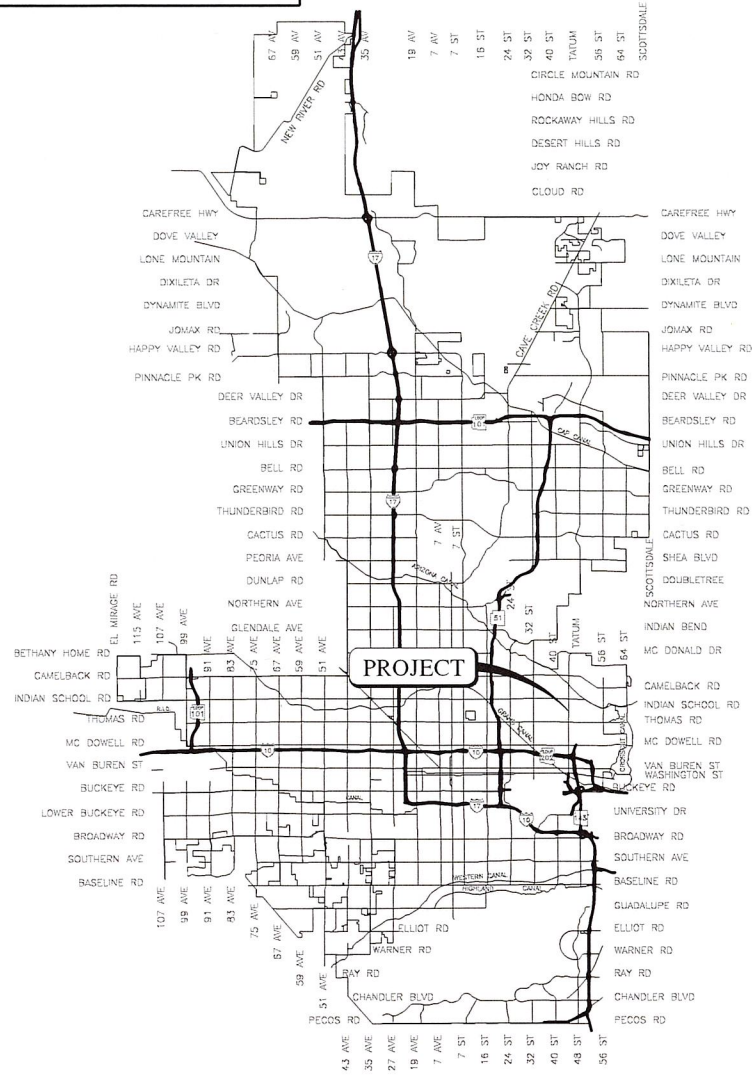 67 AV
59 AV
51 AV
43 AV
35 AV
19 AV
7 AV
7 ST
16 ST
24 ST
32 ST
40 ST
TATUM
56 ST
64 ST
SCOTTSDALE
CIRCLE MOUNTAIN RD
HONDA BOW RD
ROCKAWAY HILLS RD
DESERT HILLS RD
JOY RANCH RD
CLOUD RD
NEW RIVER RD
CAREFREE HWY
DOVE VALLEY
LONE MOUNTAIN
DIXILETA DR
DYNAMITE BLVD
JOMAX RD
HAPPY VALLEY RD
PINNACLE PK RD
DEER VALLEY DR
BEARDSLEY RD
UNION HILLS DR
BELL RD
GREENWAY RD
THUNDERBIRD RD
CACTUS RD
PEORIA AVE
DUNLAP RD
NORTHERN AVE
GLENDALE AVE
17
CAVE CREEK RD
101
CAP CANAL
17
7 AV
7 ST
ARIZONA CANAL
51
24 ST
32 ST
40 ST
TATUM
56 ST
64 ST
SCOTTSDALE
CAREFREE HWY
DOVE VALLEY
LONE MOUNTAIN
DIXILETA DR
DYNAMITE BLVD
JOMAX RD
HAPPY VALLEY RD
PINNACLE PK RD
DEER VALLEY DR
BEARDSLEY RD
UNION HILLS DR
BELL RD
GREENWAY RD
THUNDERBIRD RD
CACTUS RD
SHEA BLVD
DOUBLETREE
NORTHERN AVE
INDIAN BEND
MC DONALD DR
CAMELBACK RD
INDIAN SCHOOL RD
THOMAS RD
MC DOWELL RD
VAN BUREN ST
WASHINGTON ST
BUCKEYE RD
UNIVERSITY DR
BROADWAY RD
SOUTHERN AVE
BASELINE RD
GUADALUPE RD
ELLIOT RD
WARNER RD
RAY RD
CHANDLER BLVD
PECOS RD
EL MIRAGE RD
115 AVE
107 AVE
99 AVE
91 AVE
83 AVE
75 AVE
67 AVE
59 AVE
51 AVE
BETHANY HOME RD
CAMELBACK RD
INDIAN SCHOOL RD
THOMAS RD
MC DOWELL RD
VAN BUREN ST
BUCKEYE RD
LOWER BUCKEYE RD
BROADWAY RD
SOUTHERN AVE
BASELINE RD
PROJECT
R.I.D.
101
GRAND CANAL
CROSSCUT CANAL
10
10
202
CANAL
17
10
143
WESTERN CANAL
HIGHLAND CANAL
107 AVE
99 AVE
91 AVE
83 AVE
75 AVE
67 AVE
59 AVE
51 AVE
ELLIOT RD
WARNER RD
RAY RD
CHANDLER BLVD
PECOS RD
43 AVE
35 AVE
27 AVE
19 AVE
7 AVE
7 ST
16 ST
24 ST
32 ST
40 ST
48 ST
56 ST